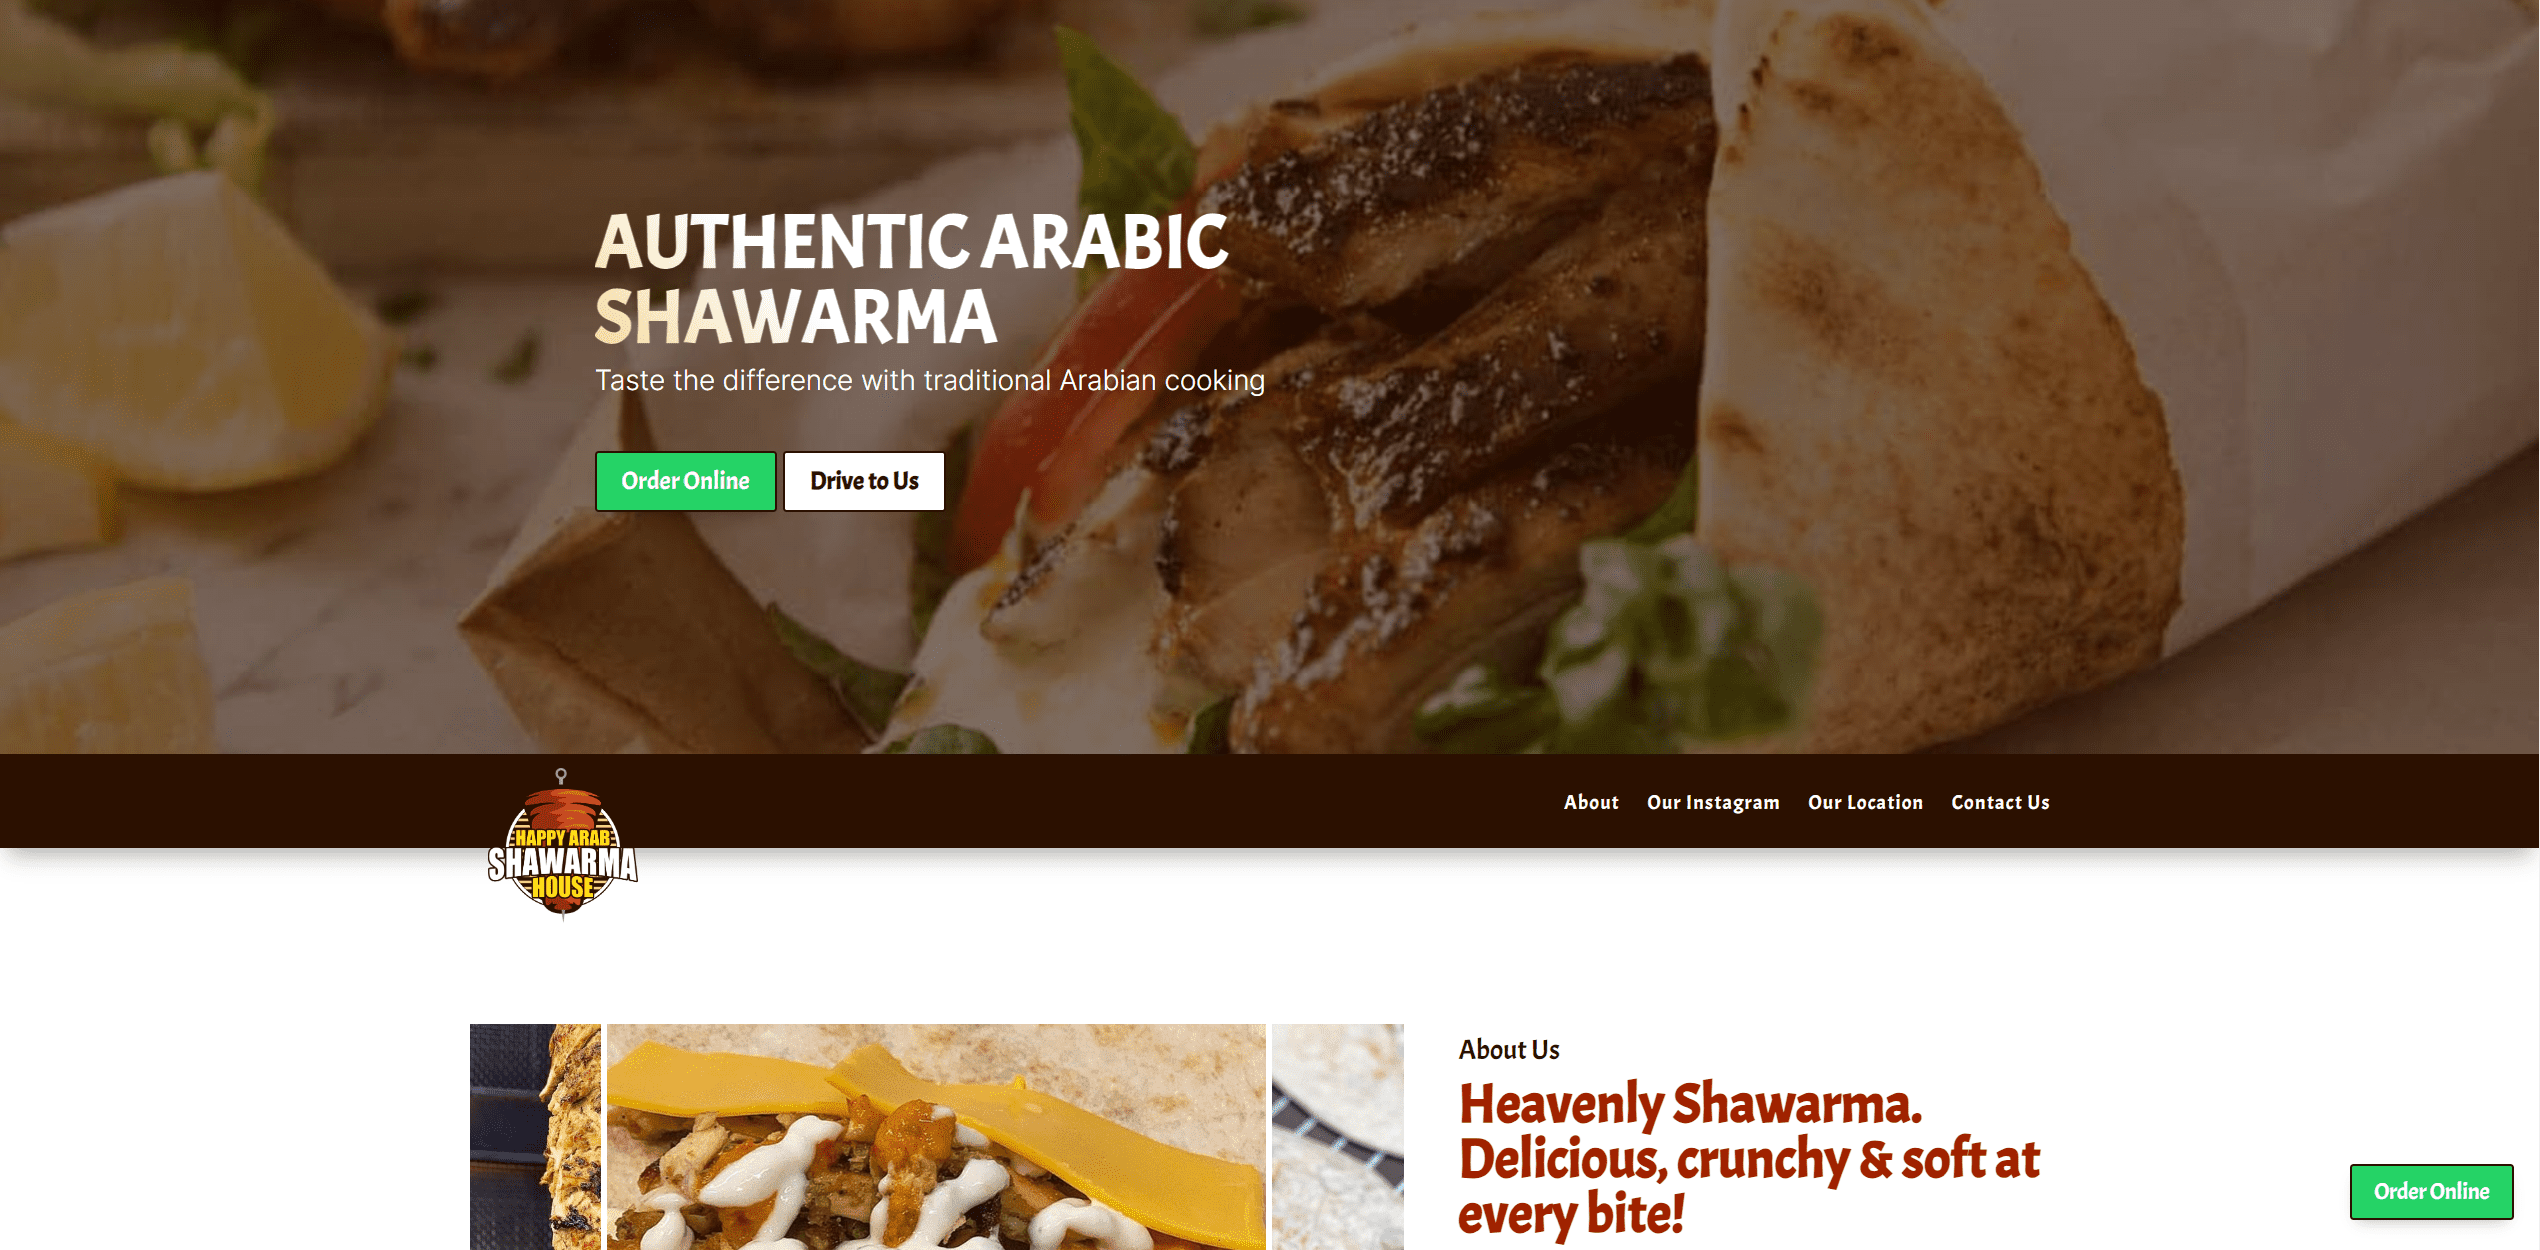 AUTHENTIC ARABIC
SHAWARMA
Taste the difference with traditional Arabian cooking
Order Online
Drive to Us
HAPPY ARAB
SHAWARMA
HOUSE
About
Our Instagram
Our Location
Contact Us
About Us
Heavenly Shawarma.
Delicious, crunchy & soft at
every bite!
Order Online